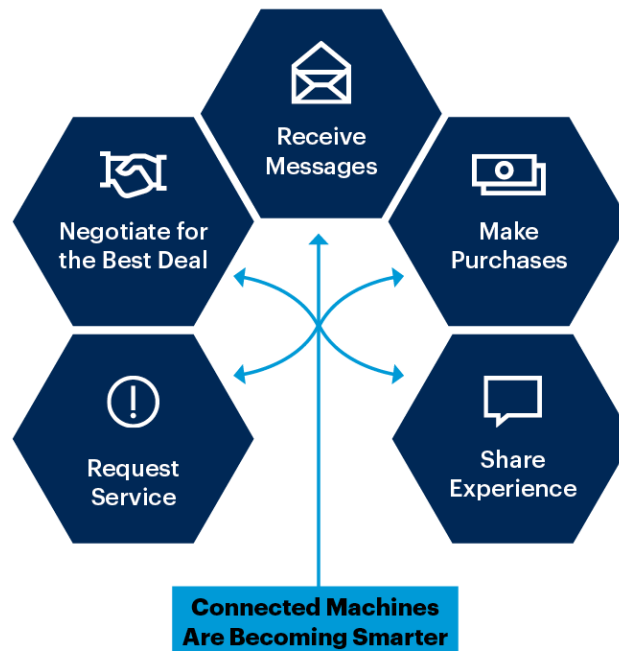 Receive
Messages
Negotiate for
the Best Deal
Make
Purchases
Request
Service
Share
Experience
Connected Machines
Are Becoming Smarter